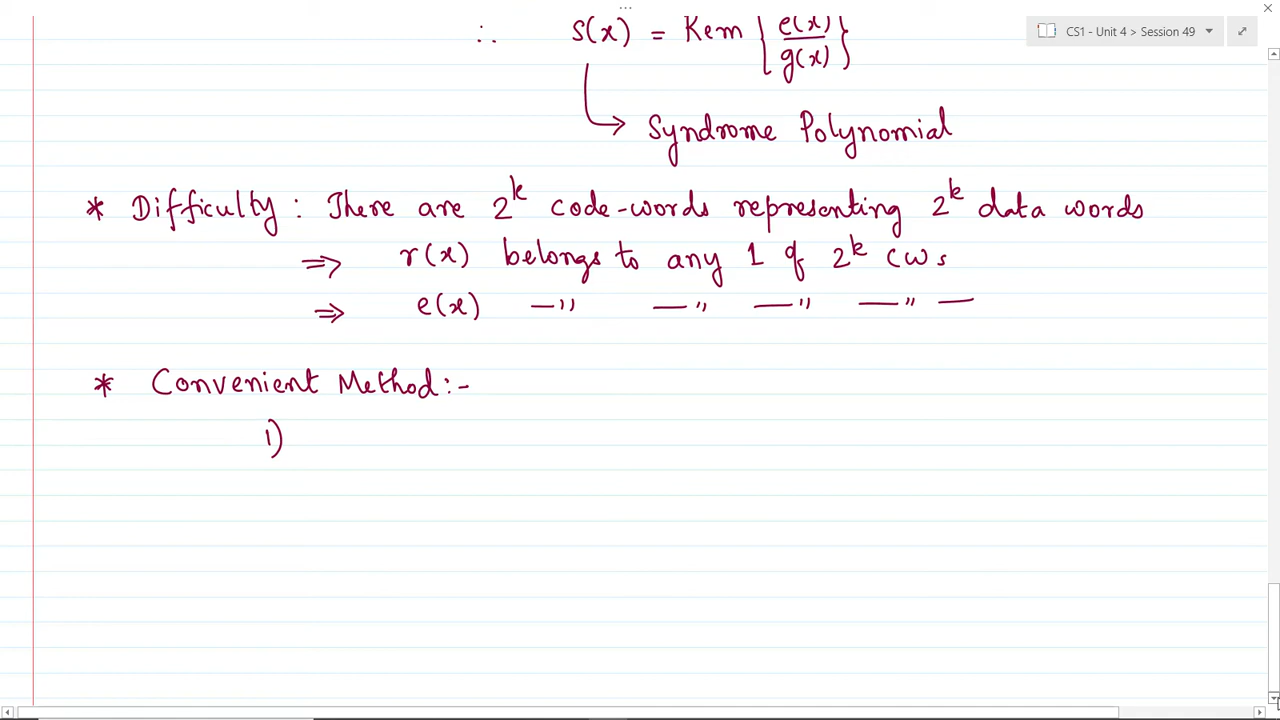 CS1 - Unit 4 > Session 49
∴ s(x) = Rem { e(x) / g(x) }
Syndrome Polynomial
* Difficulty : There are 2^k code-words representing 2^k data words
⇒ r(x) belongs to any 1 of 2^k CWs
⇒ e(x) —〃 —〃 —〃 —〃 —
* Convenient Method :-
1)